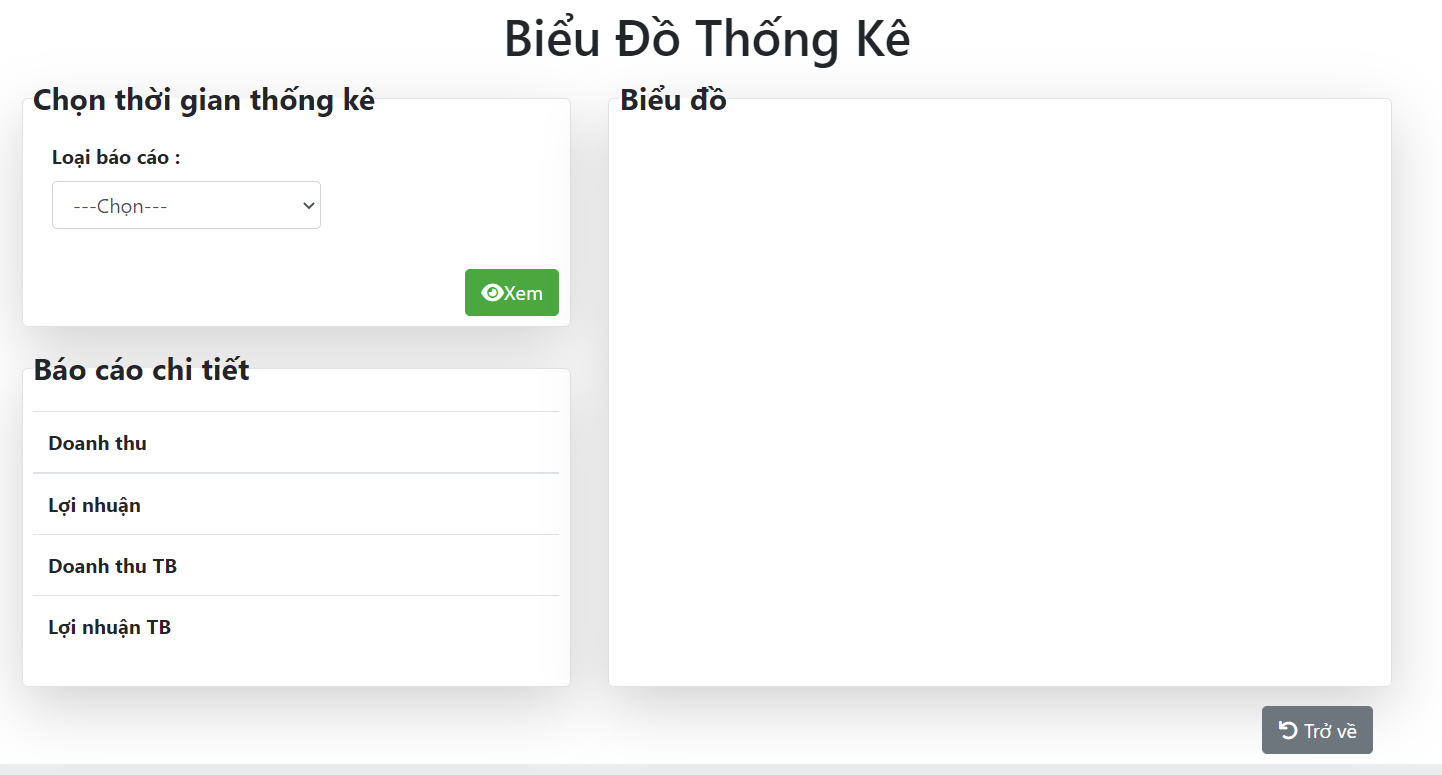 Biểu Đồ Thống Kê
Chọn thời gian thống kê
Loại báo cáo :
---Chọn---
Xem
Báo cáo chi tiết
Doanh thu
Lợi nhuận
Doanh thu TB
Lợi nhuận TB
Biểu đồ
Trở về